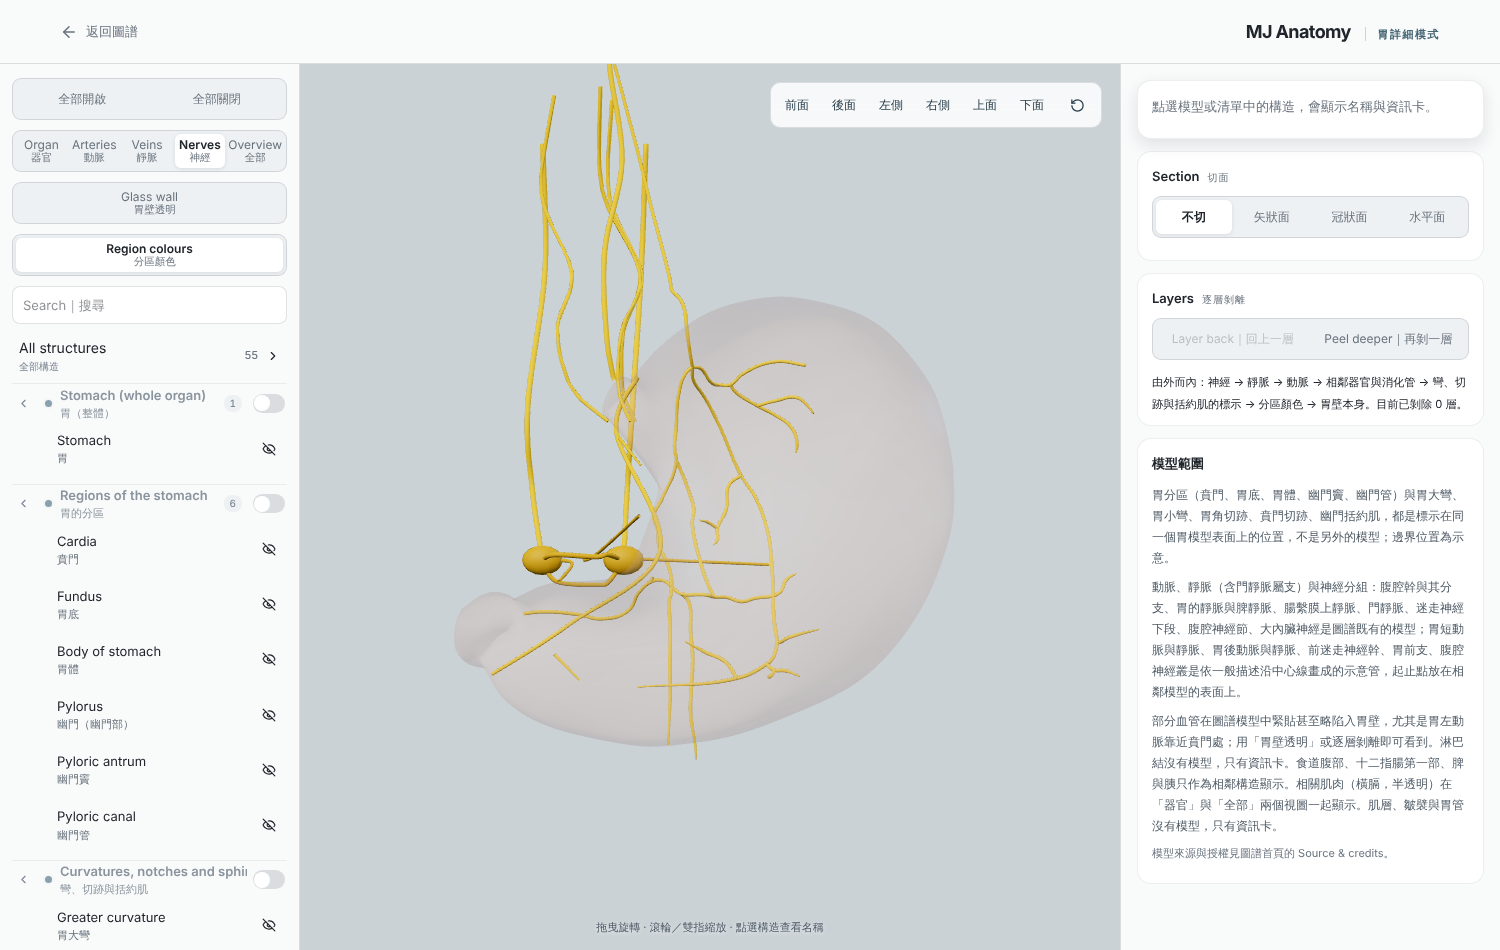 返回圖譜
MJ Anatomy
胃詳細模式
全部開啟
全部關閉
Organ
器官
Arteries
動脈
Veins
靜脈
Nerves
神經
Overview
全部
Glass wall
胃壁透明
Region colours
分區顏色
Search｜搜尋
All structures
全部構造
55
Stomach (whole organ)
胃（整體）
1
Stomach
胃
Regions of the stomach
胃的分區
6
Cardia
賁門
Fundus
胃底
Body of stomach
胃體
Pylorus
幽門（幽門部）
Pyloric antrum
幽門竇
Pyloric canal
幽門管
Curvatures, notches and sphin
彎、切跡與括約肌
Greater curvature
胃大彎
前面
後面
左側
右側
上面
下面
拖曳旋轉 · 滾輪／雙指縮放 · 點選構造查看名稱
點選模型或清單中的構造，會顯示名稱與資訊卡。
Section 切面
不切
矢狀面
冠狀面
水平面
Layers 逐層剝離
Layer back｜回上一層
Peel deeper｜再剝一層
由外而內：神經 → 靜脈 → 動脈 → 相鄰器官與消化管 → 彎、切
跡與括約肌的標示 → 分區顏色 → 胃壁本身。目前已剝除 0 層。
模型範圍
胃分區（賁門、胃底、胃體、幽門竇、幽門管）與胃大彎、
胃小彎、胃角切跡、賁門切跡、幽門括約肌，都是標示在同
一個胃模型表面上的位置，不是另外的模型；邊界位置為示
意。
動脈、靜脈（含門靜脈屬支）與神經分組：腹腔幹與其分
支、胃的靜脈與脾靜脈、腸繫膜上靜脈、門靜脈、迷走神經
下段、腹腔神經節、大內臟神經是圖譜既有的模型；胃短動
脈與靜脈、胃後動脈與靜脈、前迷走神經幹、胃前支、腹腔
神經叢是依一般描述沿中心線畫成的示意管，起止點放在相
鄰模型的表面上。
部分血管在圖譜模型中緊貼甚至略陷入胃壁，尤其是胃左動
脈靠近賁門處；用「胃壁透明」或逐層剝離即可看到。淋巴
結沒有模型，只有資訊卡。食道腹部、十二指腸第一部、脾
與胰只作為相鄰構造顯示。相關肌肉（橫膈，半透明）在
「器官」與「全部」兩個視圖一起顯示。肌層、皺襞與胃管
沒有模型，只有資訊卡。
模型來源與授權見圖譜首頁的 Source & credits。